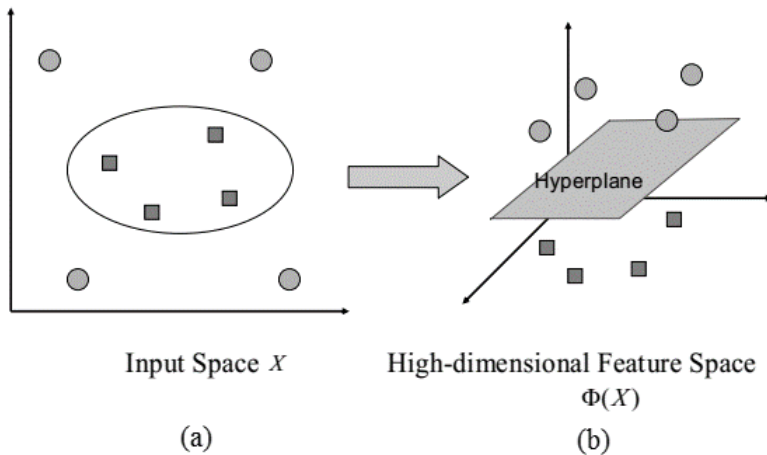 Hyperplane
Input Space X
High-dimensional Feature Space
Φ(X)
(a)
(b)